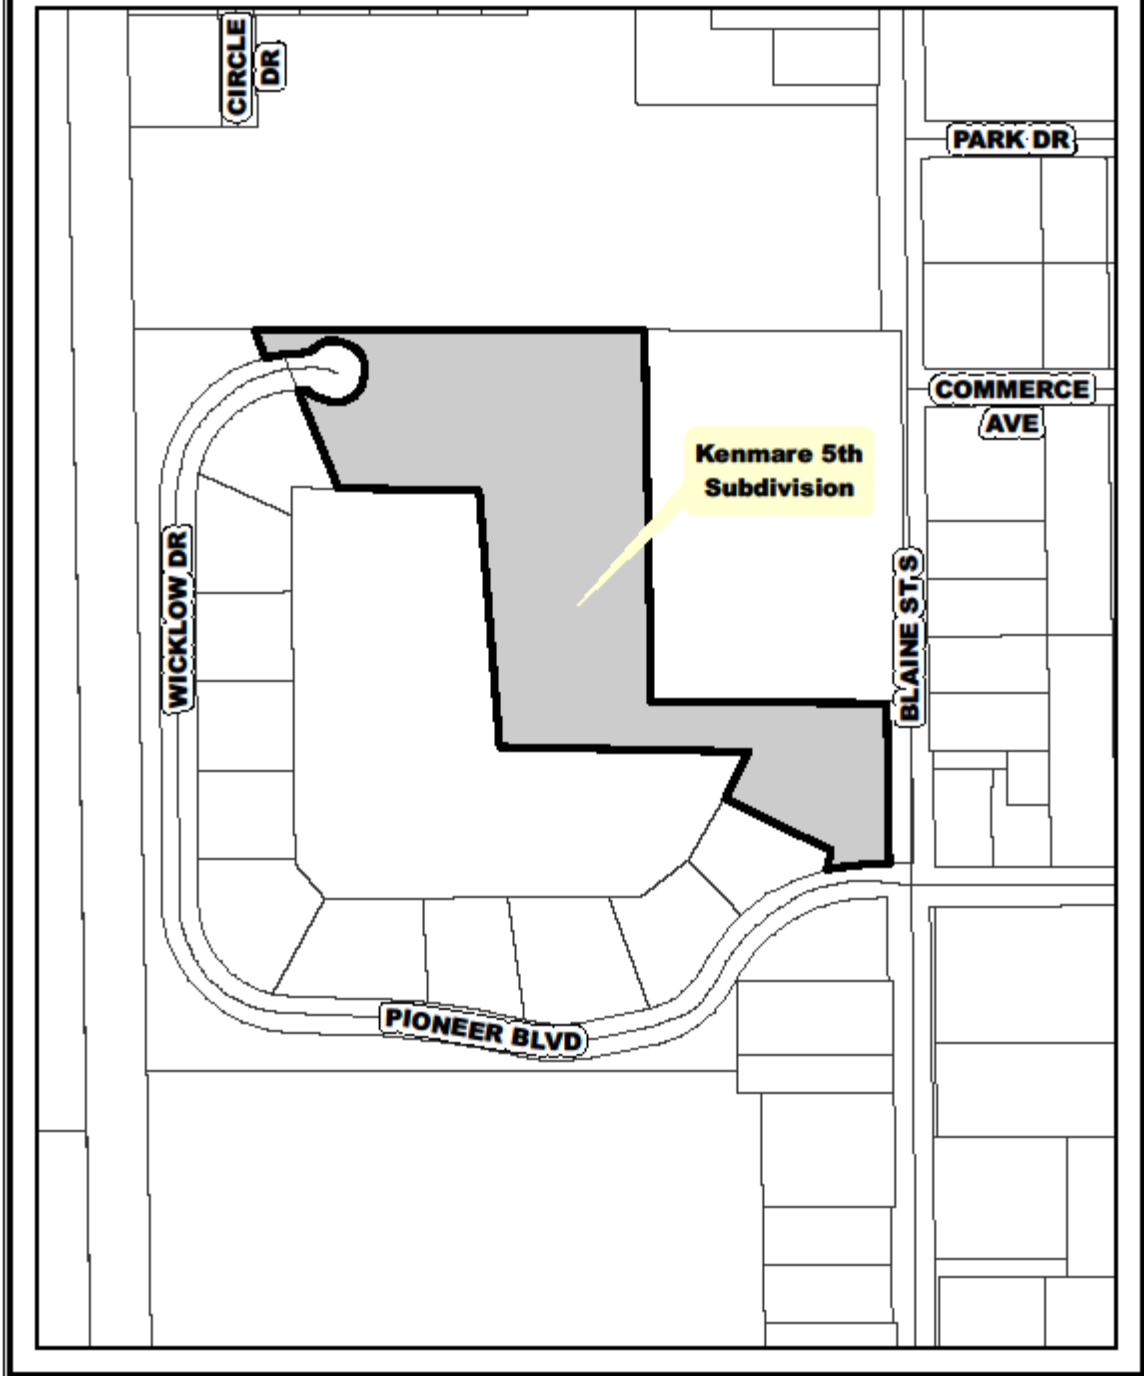 CIRCLE
DR
PARK DR
COMMERCE
AVE
Kenmare 5th
Subdivision
WICKLOW DR
BLAINE ST S
PIONEER BLVD